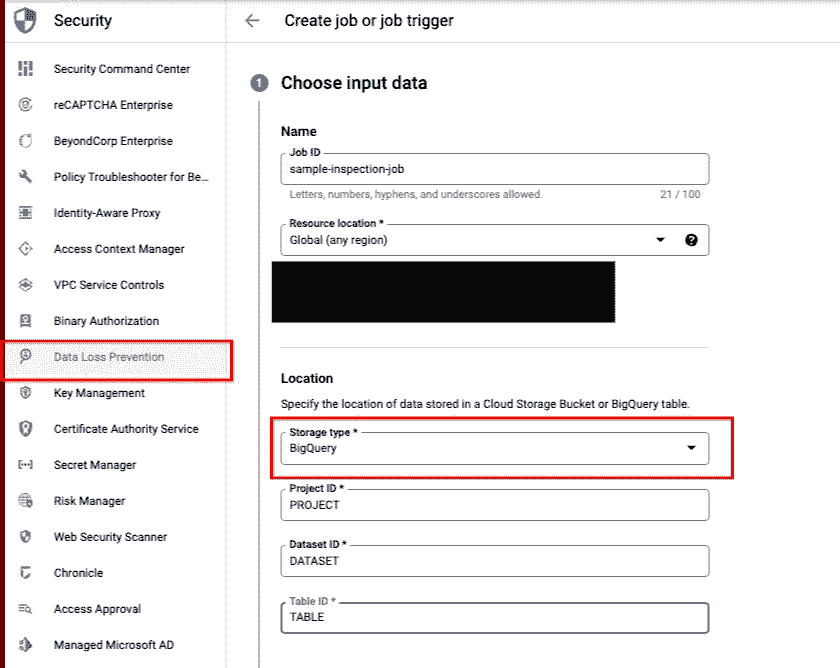 Security
Create job or job trigger
Security Command Center
reCAPTCHA Enterprise
BeyondCorp Enterprise
Policy Troubleshooter for Be...
Identity-Aware Proxy
Access Context Manager
VPC Service Controls
Binary Authorization
Data Loss Prevention
Key Management
Certificate Authority Service
Secret Manager
Risk Manager
Web Security Scanner
Chronicle
Access Approval
Managed Microsoft AD
1 Choose input data
Name
Job ID
sample-inspection-job
Letters, numbers, hyphens, and underscores allowed. 21 / 100
Resource location *
Global (any region)
Location
Specify the location of data stored in a Cloud Storage Bucket or BigQuery table.
Storage type *
BigQuery
Project ID *
PROJECT
Dataset ID *
DATASET
Table ID *
TABLE